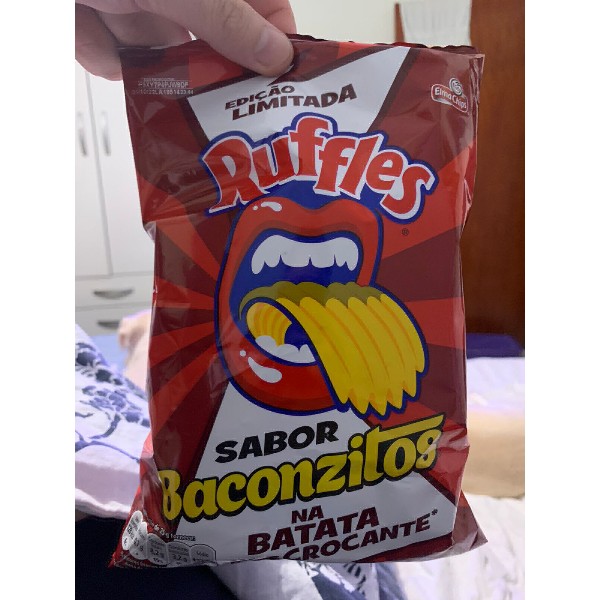 EDIÇÃO
LIMITADA
Elma Chips
Ruffles
®
SABOR
Baconzitos
NA
BATATA
CROCANTE*